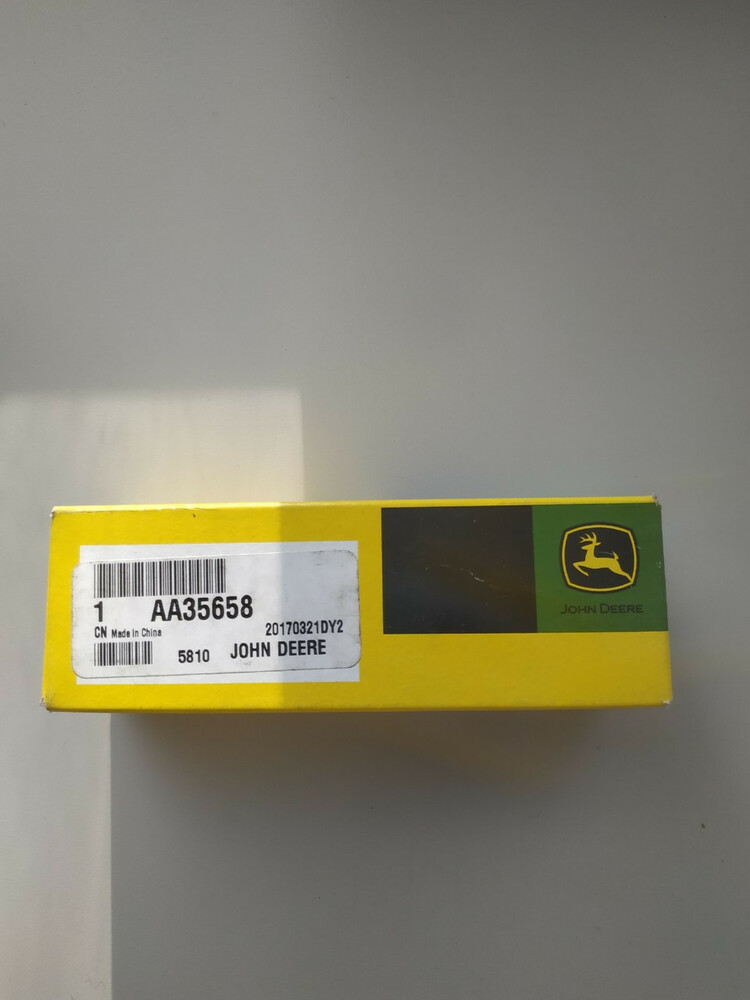 1 AA35658
CN Made in China
20170321DY2
5810 JOHN DEERE
JOHN DEERE